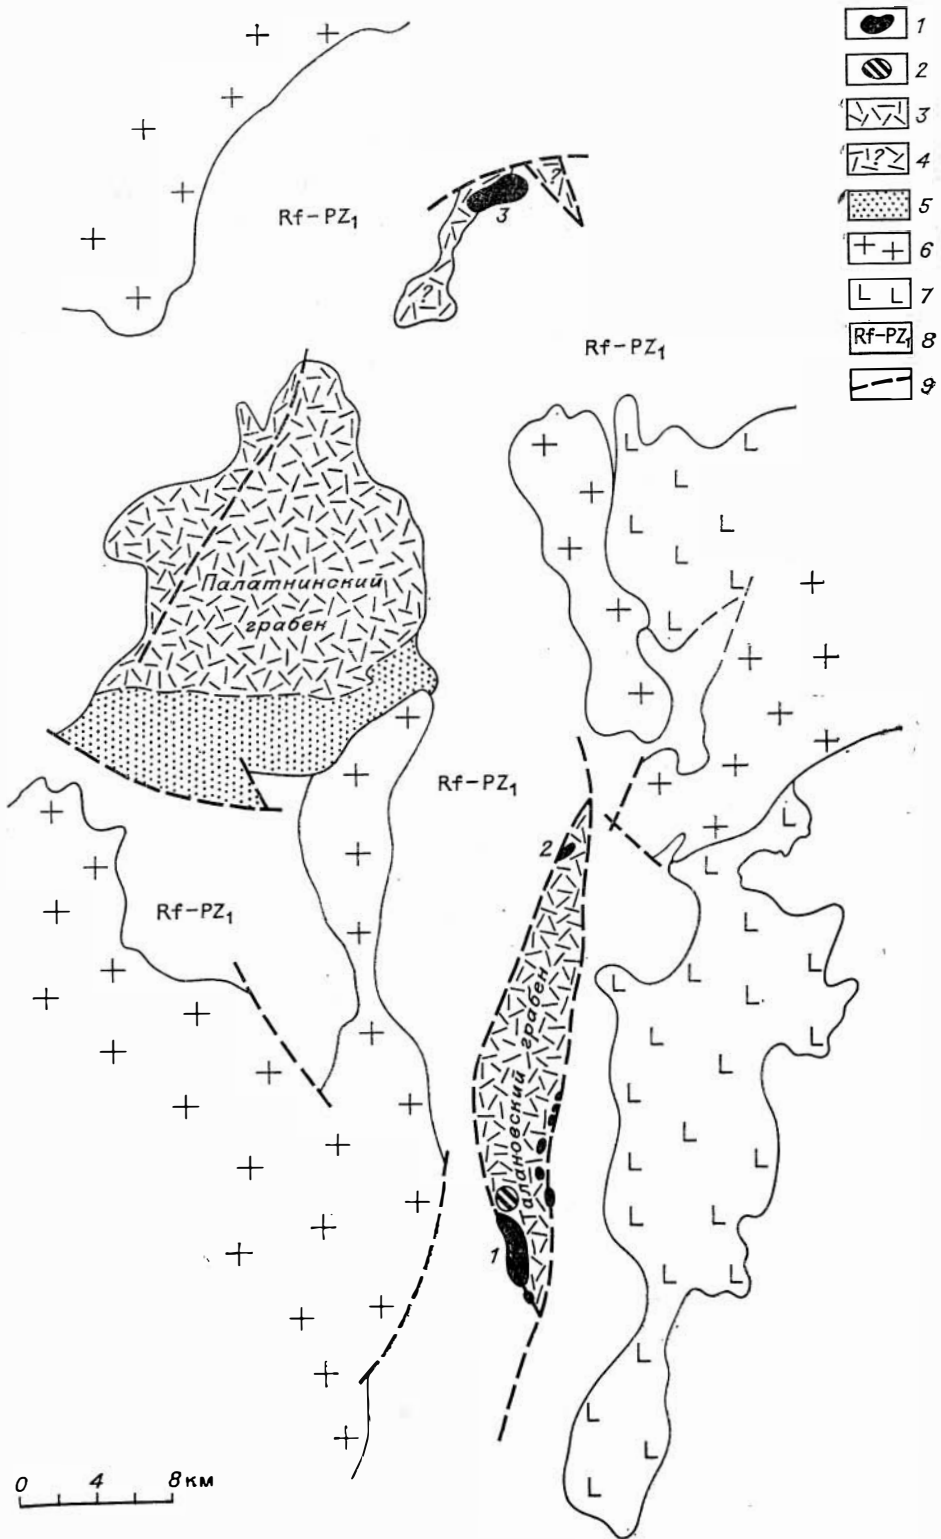 1
2
3
4
5
6
7
8
9
Rf-PZ₁
Rf-PZ₁
3
?
?
?
Rf-PZ₁
Палатнинский
грабен
Rf-PZ₁
2
Rf-PZ₁
Талановский грабен
1
0 4 8 км